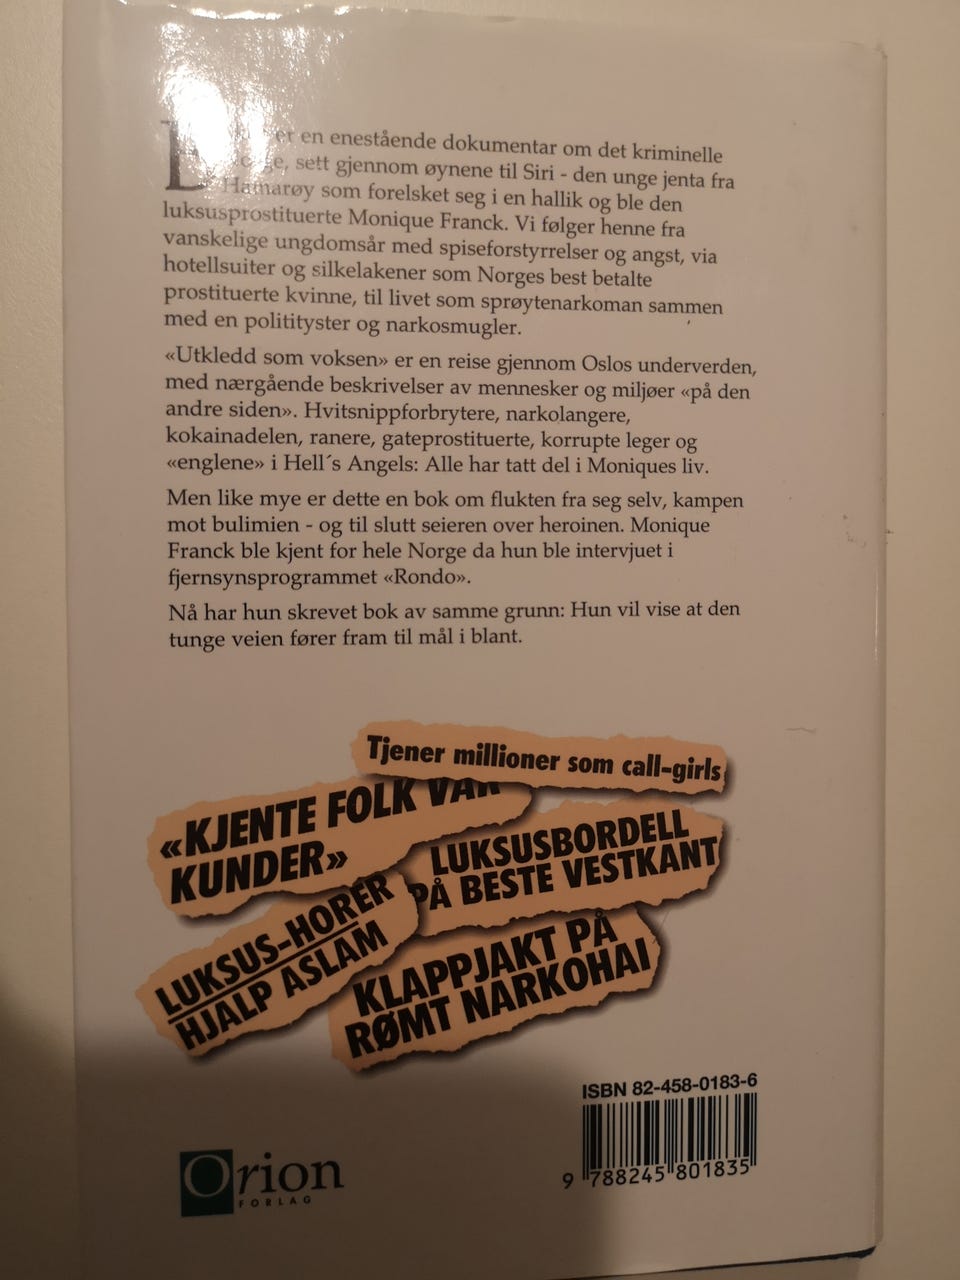 er en enestående dokumentar om det kriminelle
sett gjennom øynene til Siri - den unge jenta fra
Hamarøy som forelsket seg i en hallik og ble den
luksusprostituerte Monique Franck. Vi følger henne fra
vanskelige ungdomsår med spiseforstyrrelser og angst, via
hotellsuiter og silkelakener som Norges best betalte
prostituerte kvinne, til livet som sprøytenarkoman sammen
med en politityster og narkosmugler.
«Utkledd som voksen» er en reise gjennom Oslos underverden,
med nærgående beskrivelser av mennesker og miljøer «på den
andre siden». Hvitsnippforbrytere, narkolangere,
kokainadelen, ranere, gateprostituerte, korrupte leger og
«englene» i Hell´s Angels: Alle har tatt del i Moniques liv.
Men like mye er dette en bok om flukten fra seg selv, kampen
mot bulimien - og til slutt seieren over heroinen. Monique
Franck ble kjent for hele Norge da hun ble intervjuet i
fjernsynsprogrammet «Rondo».
Nå har hun skrevet bok av samme grunn: Hun vil vise at den
tunge veien fører fram til mål i blant.
Tjener millioner som call-girls
«KJENTE FOLK VAR
KUNDER»
LUKSUSBORDELL
PÅ BESTE VESTKANT
LUKSUS-HORER
HJALP ASLAM
KLAPPJAKT PÅ
RØMT NARKOHAI
ISBN 82-458-0183-6
9 788245 801835
Orion
FORLAG